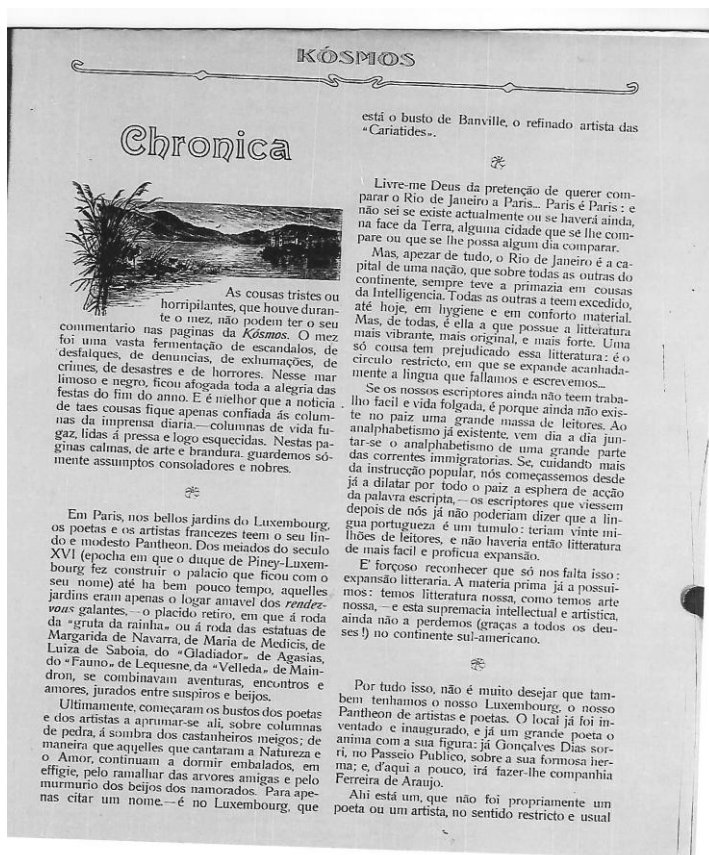 KÓSMOS
Chronica
As cousas tristes ou
horripilantes, que houve duran-
te o mez, não podem ter o seu
commentario nas paginas da Kósmos. O mez
foi uma vasta fermentação de escandalos, de
desfalques, de denuncias, de exhumações, de
crimes, de desastres e de horrores. Nesse mar
limoso e negro, ficou afogada toda a alegria das
festas do fim do anno. E é melhor que a noticia
de taes cousas fique apenas confiada ás colum-
nas da imprensa diaria,—columnas de vida fu-
gaz, lidas á pressa e logo esquecidas. Nestas pa-
ginas calmas, de arte e brandura, guardemos só-
mente assumptos consoladores e nobres.
Em Paris, nos bellos jardins do Luxembourg,
os poetas e os artistas francezes teem o seu lin-
do e modesto Pantheon. Dos meiados do seculo
XVI (epocha em que o duque de Piney-Luxem-
bourg fez construir o palacio que ficou com o
seu nome) até ha bem pouco tempo, aquelles
jardins eram apenas o logar amavel dos rendez-
vous galantes,—o placido retiro, em que á roda
da "gruta da rainha" ou á roda das estatuas de
Margarida de Navarra, de Maria de Medicis, de
Luiza de Saboia, do "Gladiador" de Agasias,
do "Fauno" de Lequesne, da "Velleda" de Main-
dron, se combinavam aventuras, encontros e
amores, jurados entre suspiros e beijos.
Ultimamente, começaram os bustos dos poetas
e dos artistas a aprumar-se ali, sobre columnas
de pedra, á sombra dos castanheiros meigos; de
maneira que aquelles que cantaram a Natureza e
o Amor, continuam a dormir embalados, em
effigie, pelo ramalhar das arvores amigas e pelo
murmurio dos beijos dos namorados. Para ape-
nas citar um nome,—é no Luxembourg, que
está o busto de Banville, o refinado artista das
"Cariatides".
Livre-me Deus da pretenção de querer com-
parar o Rio de Janeiro a Paris... Paris é Paris: e
não sei se existe actualmente ou se haverá ainda,
na face da Terra, alguma cidade que se lhe com-
pare ou que se lhe possa algum dia comparar.
Mas, apezar de tudo, o Rio de Janeiro é a ca-
pital de uma nação, que sobre todas as outras do
continente, sempre teve a primazia em cousas
da Intelligencia. Todas as outras a teem excedido,
até hoje, em hygiene e em conforto material.
Mas, de todas, é ella a que possue a litteratura
mais vibrante, mais original, e mais forte. Uma
só cousa tem prejudicado essa litteratura: é o
circulo restricto, em que se expande acanhada-
mente a lingua que fallamos e escrevemos...
Se os nossos escriptores ainda não teem traba-
lho facil e vida folgada, é porque ainda não exis-
te no paiz uma grande massa de leitores. Ao
analphabetismo já existente, vem dia a dia jun-
tar-se o analphabetismo de uma grande parte
das correntes immigratorias. Se, cuidando mais
da instrucção popular, nós começassemos desde
já a dilatar por todo o paiz a esphera de acção
da palavra escripta,—os escriptores que viessem
depois de nós já não poderiam dizer que a lin-
gua portugueza é um tumulo: teriam vinte mi-
lhões de leitores, e não haveria então litteratura
de mais facil e proficua expansão.
E' forçoso reconhecer que só nos falta isso:
expansão litteraria. A materia prima já a possui-
mos: temos litteratura nossa, como temos arte
nossa,—e esta supremacia intellectual e artistica,
ainda não a perdemos (graças a todos os deu-
ses!) no continente sul-americano.
Por tudo isso, não é muito desejar que tam-
bem tenhamos o nosso Luxembourg, o nosso
Pantheon de artistas e poetas. O local já foi in-
ventado e inaugurado, e já um grande poeta o
anima com a sua figura: já Gonçalves Dias sor-
ri, no Passeio Publico, sobre a sua formosa her-
ma; e, d'aqui a pouco, irá fazer-lhe companhia
Ferreira de Araujo.
Ahi está um, que não foi propriamente um
poeta ou um artista, no sentido restricto e usual